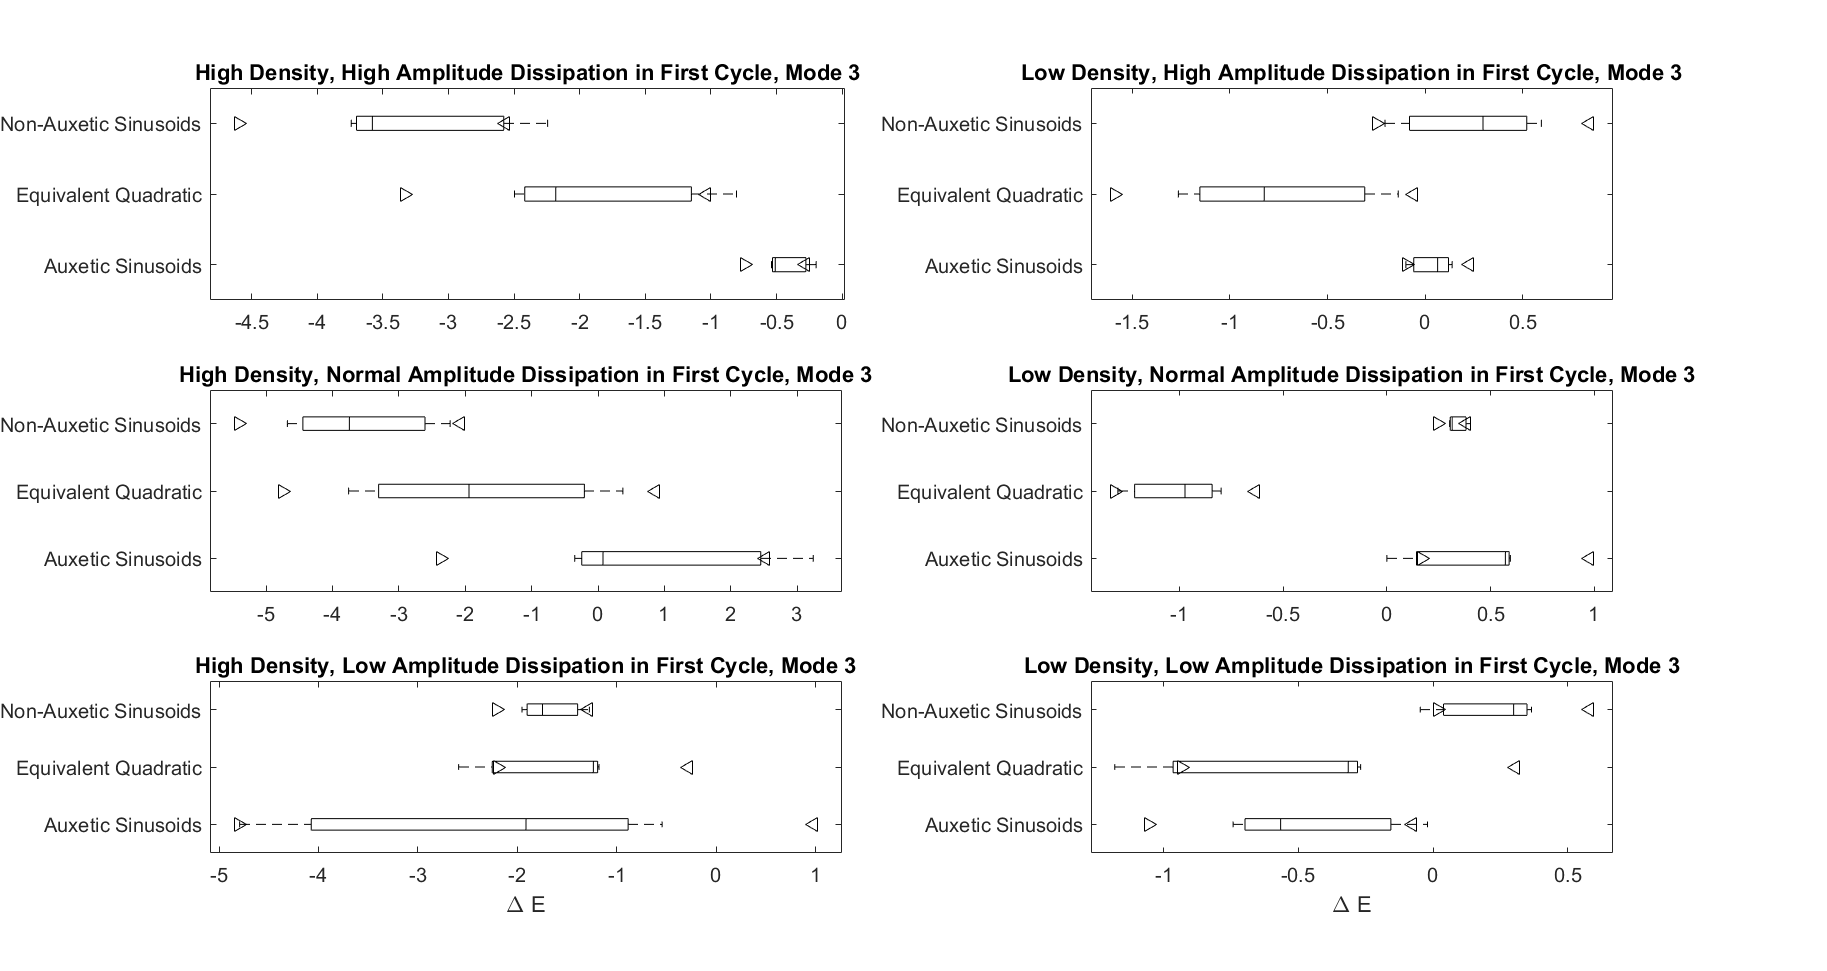 High Density, High Amplitude Dissipation in First Cycle, Mode 3
Non-Auxetic Sinusoids
Equivalent Quadratic
Auxetic Sinusoids
-4.5 -4 -3.5 -3 -2.5 -2 -1.5 -1 -0.5 0
Low Density, High Amplitude Dissipation in First Cycle, Mode 3
Non-Auxetic Sinusoids
Equivalent Quadratic
Auxetic Sinusoids
-1.5 -1 -0.5 0 0.5
High Density, Normal Amplitude Dissipation in First Cycle, Mode 3
Non-Auxetic Sinusoids
Equivalent Quadratic
Auxetic Sinusoids
-5 -4 -3 -2 -1 0 1 2 3
Low Density, Normal Amplitude Dissipation in First Cycle, Mode 3
Non-Auxetic Sinusoids
Equivalent Quadratic
Auxetic Sinusoids
-1 -0.5 0 0.5 1
High Density, Low Amplitude Dissipation in First Cycle, Mode 3
Non-Auxetic Sinusoids
Equivalent Quadratic
Auxetic Sinusoids
-5 -4 -3 -2 -1 0 1
Δ E
Low Density, Low Amplitude Dissipation in First Cycle, Mode 3
Non-Auxetic Sinusoids
Equivalent Quadratic
Auxetic Sinusoids
-1 -0.5 0 0.5
Δ E